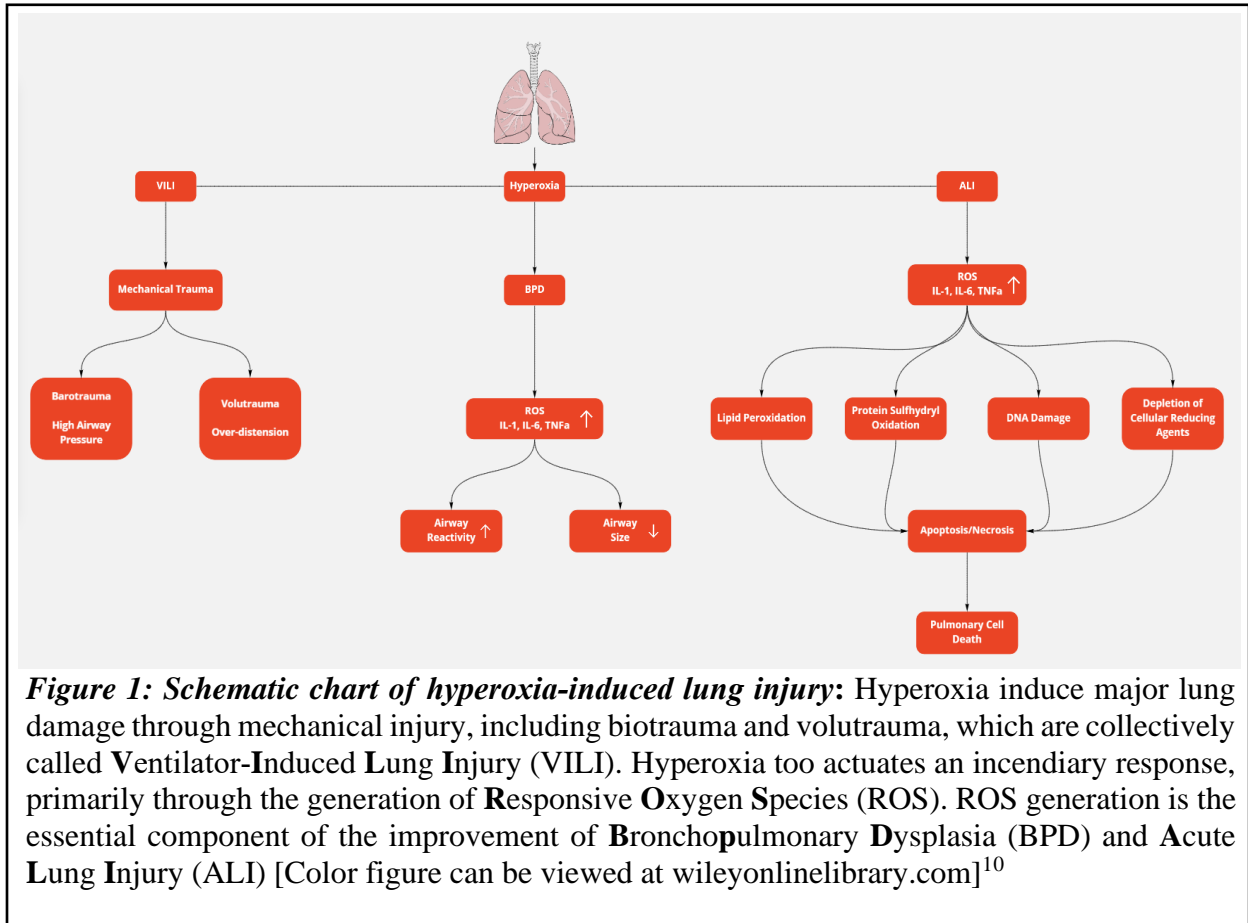 VILI
Hyperoxia
ALI
Mechanical Trauma
BPD
ROS
IL-1, IL-6, TNFa ↑
Barotrauma
High Airway
Pressure
Volutrauma
Over-distension
ROS
IL-1, IL-6, TNFa ↑
Lipid Peroxidation
Protein Sulfhydryl
Oxidation
DNA Damage
Depletion of
Cellular Reducing
Agents
Airway
Reactivity ↑
Airway
Size ↓
Apoptosis/Necrosis
Pulmonary Cell
Death
Figure 1: Schematic chart of hyperoxia-induced lung injury: Hyperoxia induce major lung
damage through mechanical injury, including biotrauma and volutrauma, which are collectively
called Ventilator-Induced Lung Injury (VILI). Hyperoxia too actuates an incendiary response,
primarily through the generation of Responsive Oxygen Species (ROS). ROS generation is the
essential component of the improvement of Bronchopulmonary Dysplasia (BPD) and Acute
Lung Injury (ALI) [Color figure can be viewed at wileyonlinelibrary.com]10